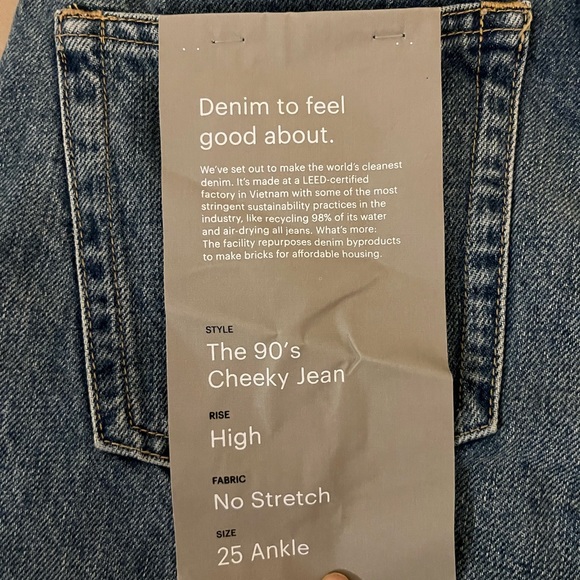 Denim to feel
good about.
We've set out to make the world's cleanest
denim. It's made at a LEED-certified
factory in Vietnam with some of the most
stringent sustainability practices in the
industry, like recycling 98% of its water
and air-drying all jeans. What's more:
The facility repurposes denim byproducts
to make bricks for affordable housing.
STYLE
The 90's
Cheeky Jean
RISE
High
FABRIC
No Stretch
SIZE
25 Ankle